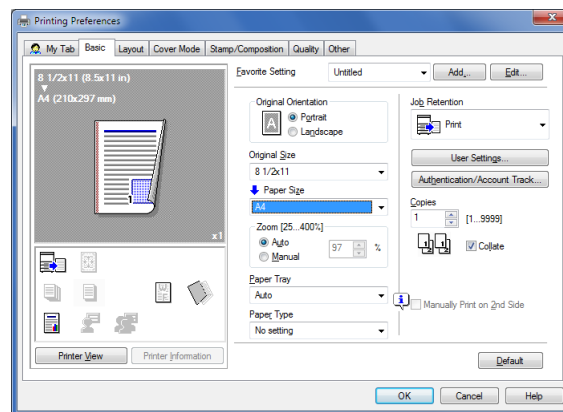 Printing Preferences
My Tab Basic Layout Cover Mode Stamp/Composition Quality Other
8 1/2x11 (8.5x11 in)
A4 (210x297 mm)
1
x1
Printer View Printer Information
Favorite Setting Untitled Add... Edit...
Original Orientation
A
Portrait
Landscape
Original Size
8 1/2x11
Paper Size
A4
Zoom [25...400%]
Auto
Manual
97 %
Paper Tray
Auto
Paper Type
No setting
Job Retention
Print
User Settings...
Authentication/Account Track...
Copies
1 [1...9999]
Collate
Manually Print on 2nd Side
Default
OK Cancel Help